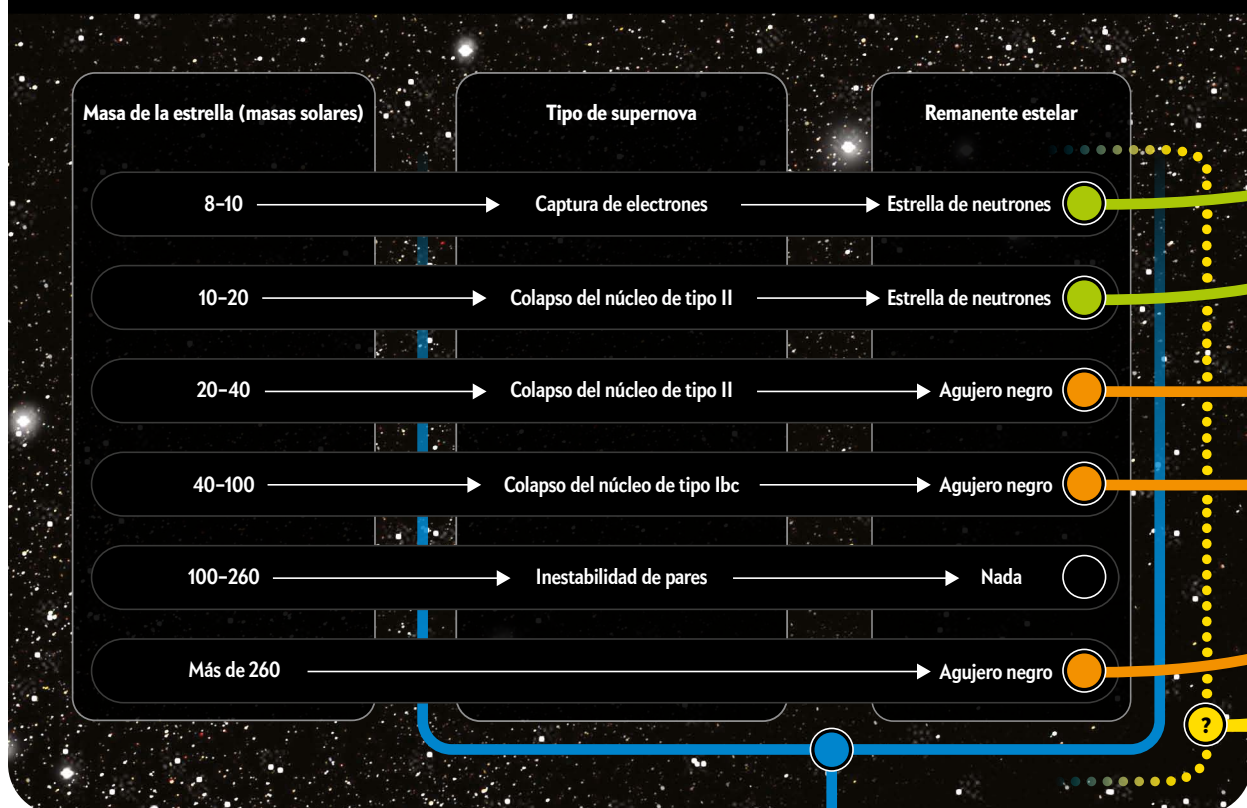 Masa de la estrella (masas solares) Tipo de supernova Remanente estelar
8–10 Captura de electrones Estrella de neutrones
10–20 Colapso del núcleo de tipo II Estrella de neutrones
20–40 Colapso del núcleo de tipo II Agujero negro
40–100 Colapso del núcleo de tipo Ibc Agujero negro
100–260 Inestabilidad de pares Nada
Más de 260 Agujero negro
?